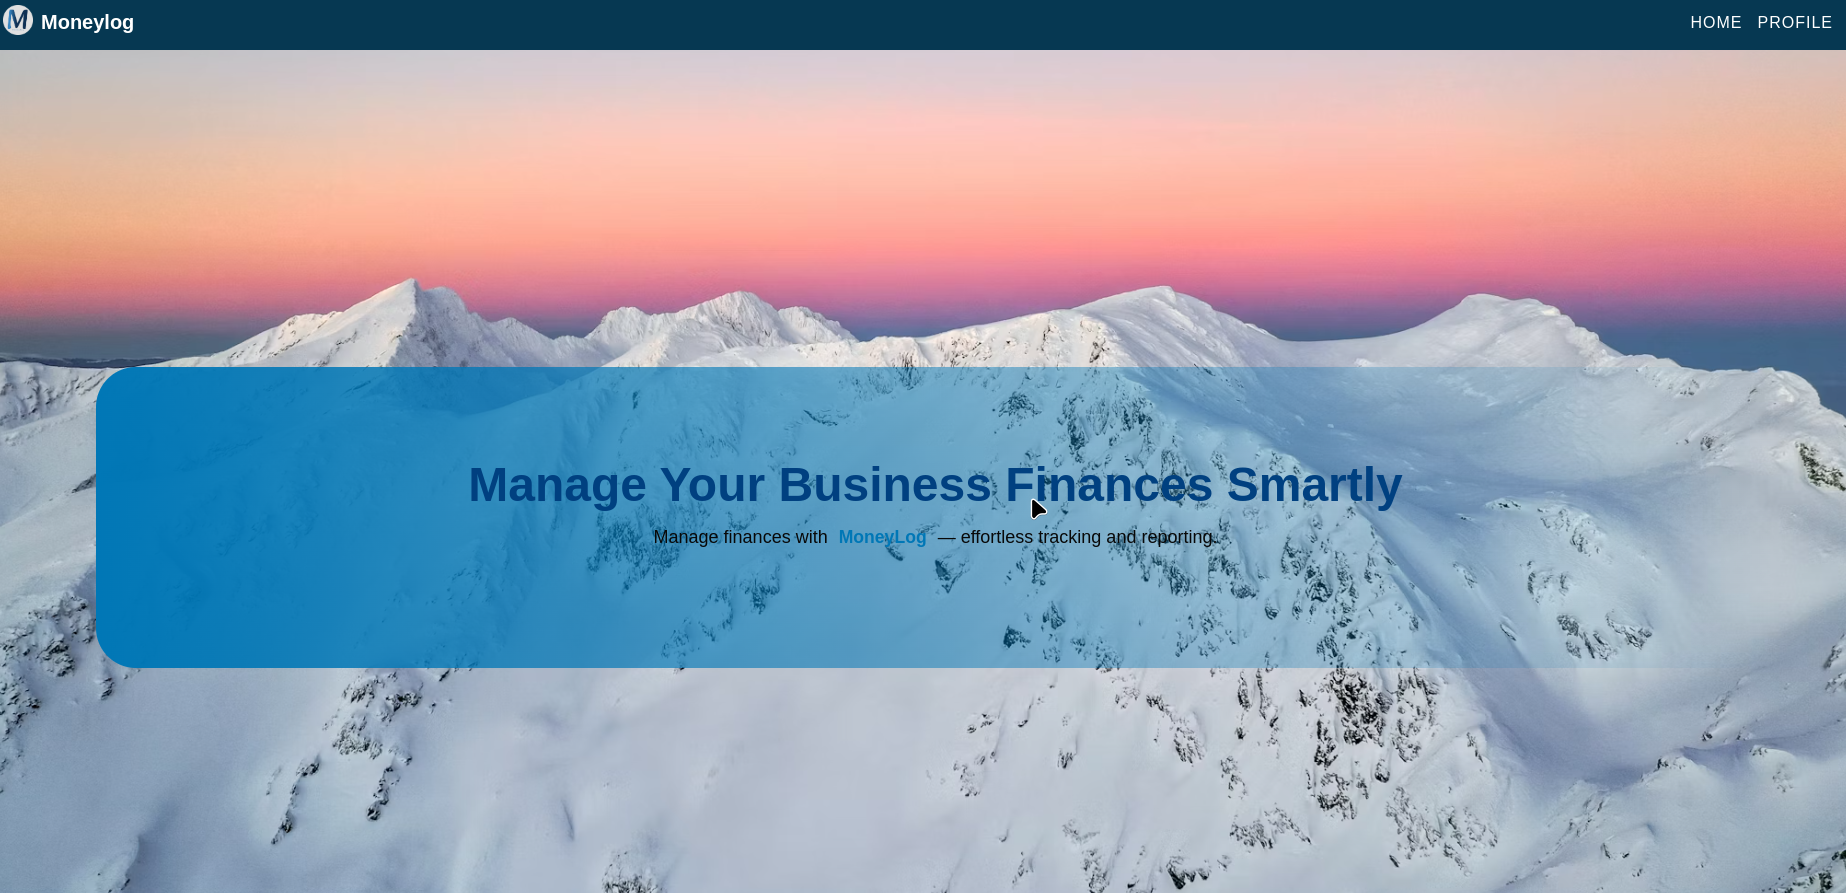 M Moneylog
HOME PROFILE
Manage Your Business Finances Smartly
Manage finances with MoneyLog — effortless tracking and reporting.